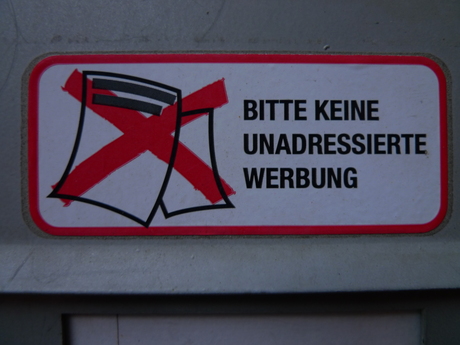 BITTE KEINE
UNADRESSIERTE
WERBUNG